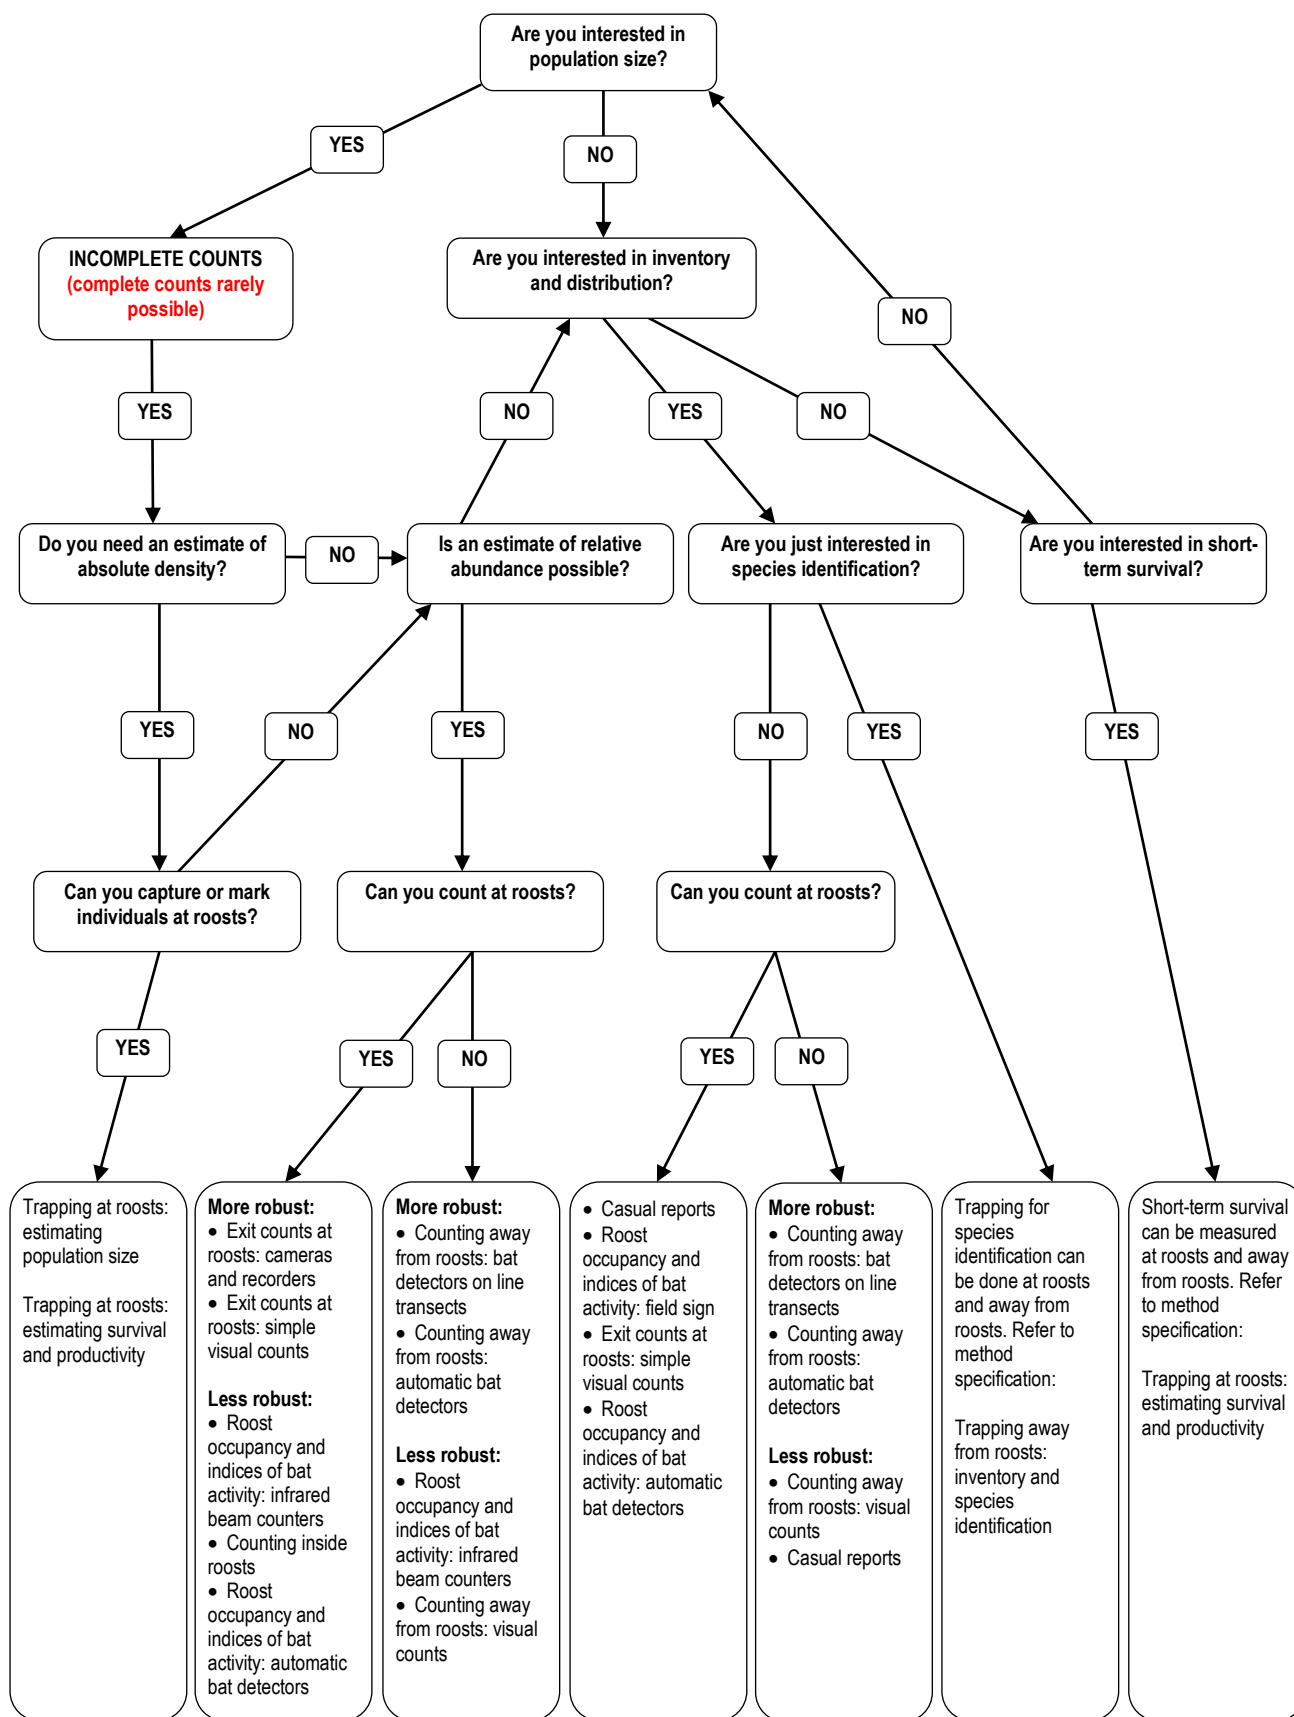 Are you interested in
population size?
YES
NO
INCOMPLETE COUNTS
(complete counts rarely
possible)
Are you interested in inventory
and distribution?
NO
YES
NO
YES
NO
Do you need an estimate of
absolute density?
NO
Is an estimate of relative
abundance possible?
Are you just interested in
species identification?
Are you interested in short-
term survival?
YES
NO
YES
NO
YES
YES
Can you capture or mark
individuals at roosts?
Can you count at roosts?
Can you count at roosts?
YES
YES
NO
YES
NO
Trapping at roosts:
estimating
population size
Trapping at roosts:
estimating survival
and productivity
More robust:
• Exit counts at
roosts: cameras
and recorders
• Exit counts at
roosts: simple
visual counts
Less robust:
• Roost
occupancy and
indices of bat
activity: infrared
beam counters
• Counting inside
roosts
• Roost
occupancy and
indices of bat
activity: automatic
bat detectors
More robust:
• Counting away
from roosts: bat
detectors on line
transects
• Counting away
from roosts:
automatic bat
detectors
Less robust:
• Roost
occupancy and
indices of bat
activity: infrared
beam counters
• Counting away
from roosts: visual
counts
• Casual reports
• Roost
occupancy and
indices of bat
activity: field sign
• Exit counts at
roosts: simple
visual counts
• Roost
occupancy and
indices of bat
activity: automatic
bat detectors
More robust:
• Counting away
from roosts: bat
detectors on line
transects
• Counting away
from roosts:
automatic bat
detectors
Less robust:
• Counting away
from roosts: visual
counts
• Casual reports
Trapping for
species
identification can
be done at roosts
and away from
roosts. Refer to
method
specification:
Trapping away
from roosts:
inventory and
species
identification
Short-term survival
can be measured
at roosts and away
from roosts. Refer
to method
specification:
Trapping at roosts:
estimating survival
and productivity